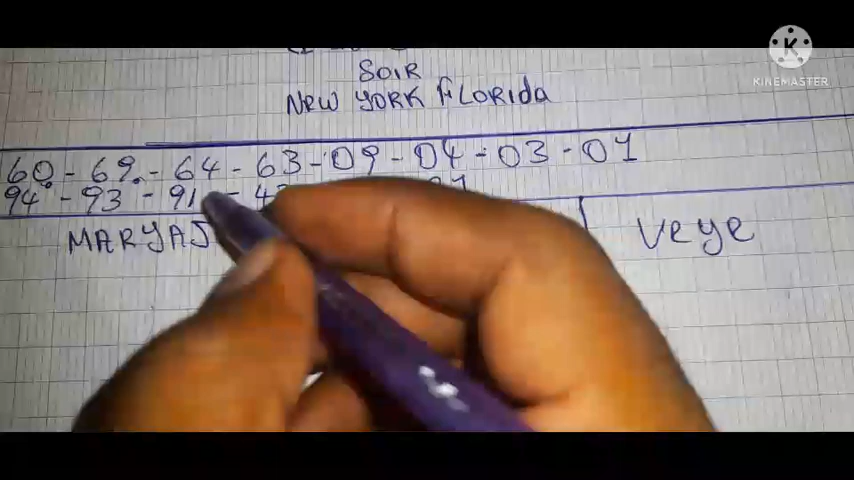 SOIR
NEW YORK FLORIDA
60 - 69 - 64 - 63 - 09 - 04 - 03 - 01
94 - 93 - 91 -
MARYAJ
VEYE
KINEMASTER